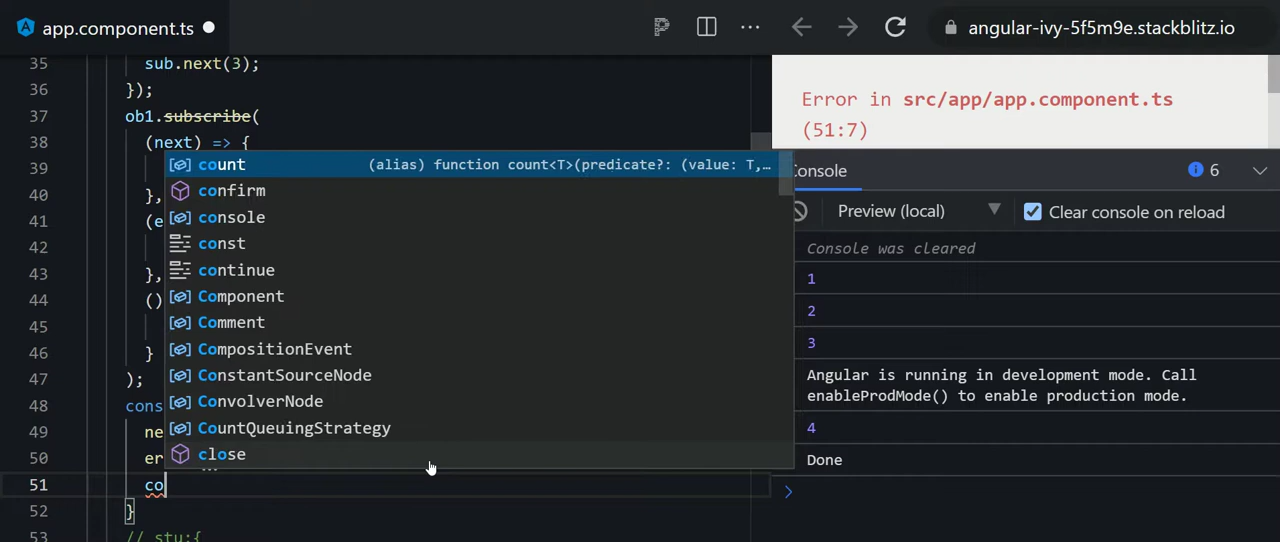 app.component.ts
angular-ivy-5f5m9e.stackblitz.io
35 sub.next(3);
36 });
37 ob1.subscribe(
38 (next) => {
39
40 },
41 (e
42
43 },
44 ()
45
46 }
47 );
48 cons
49 ne
50 er
51 co
52 }
53 // stu:{
count (alias) function count<T>(predicate?: (value: T,…
confirm
console
const
continue
Component
Comment
CompositionEvent
ConstantSourceNode
ConvolverNode
CountQueuingStrategy
close
Error in src/app/app.component.ts
(51:7)
Console 6
Preview (local) Clear console on reload
Console was cleared
1
2
3
Angular is running in development mode. Call
enableProdMode() to enable production mode.
4
Done